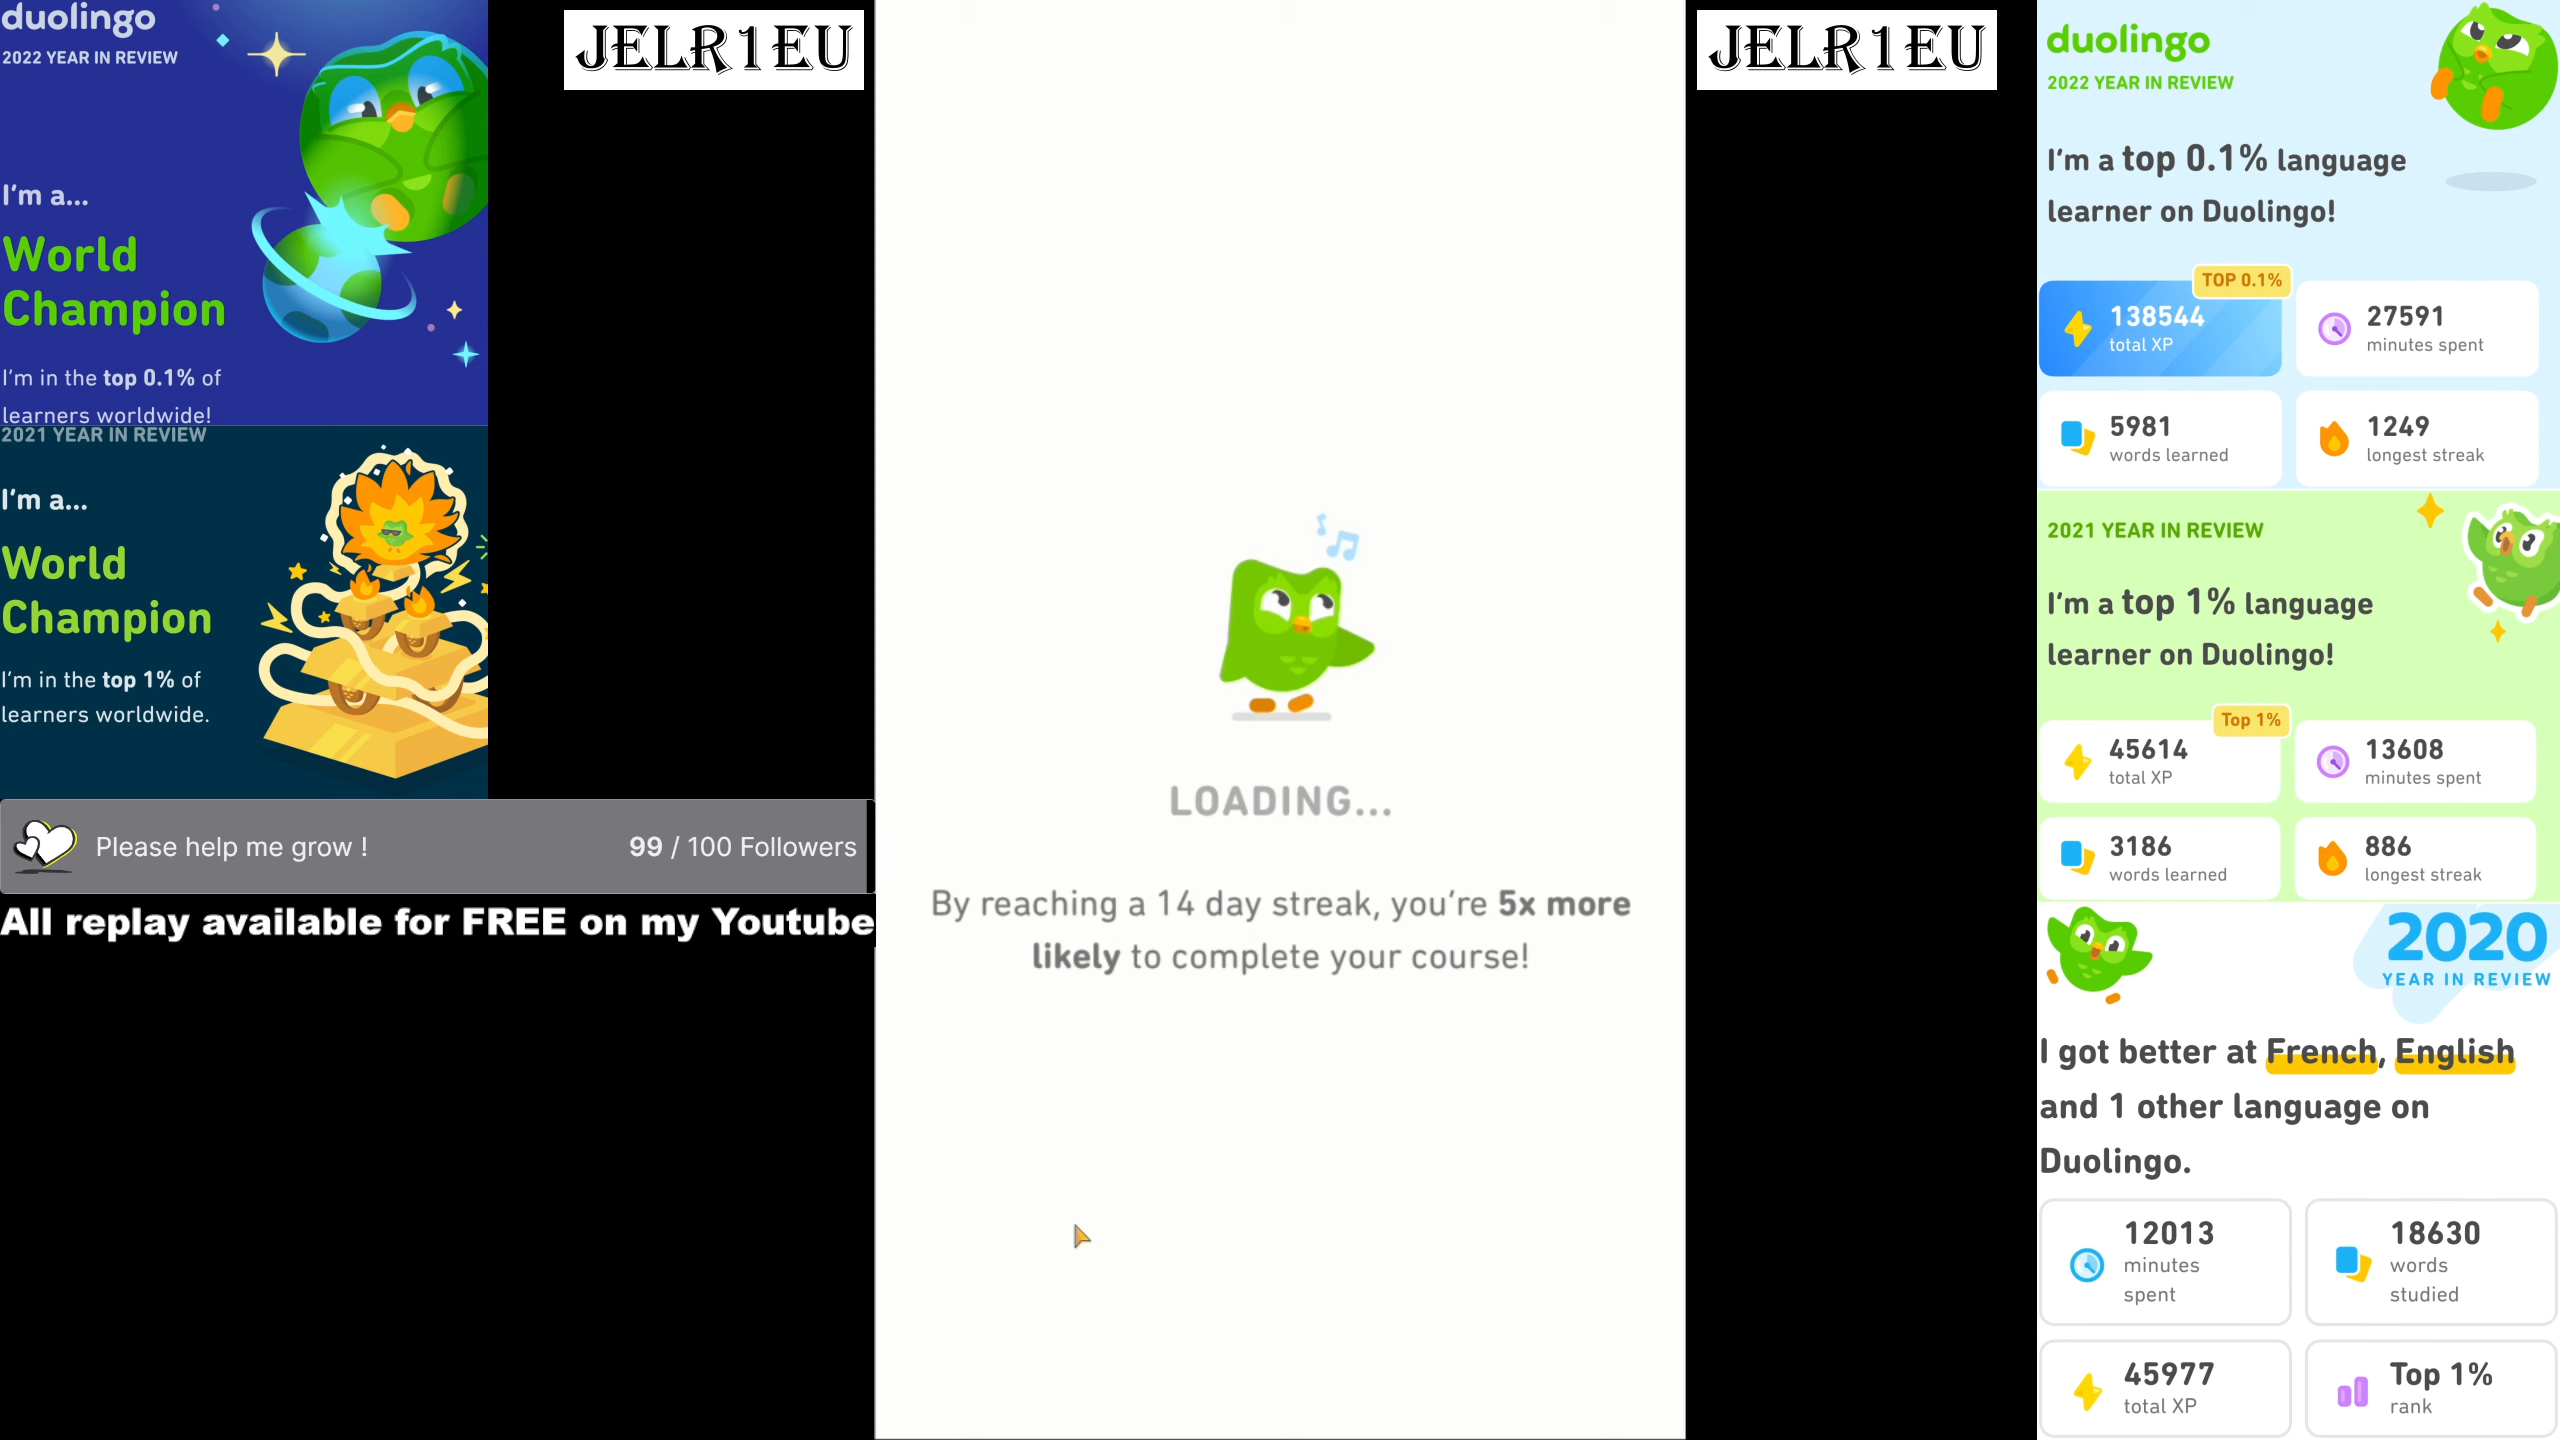 duolingo
2022 YEAR IN REVIEW
I'm a...
World
Champion
I'm in the top 0.1% of
learners worldwide!
2021 YEAR IN REVIEW
I'm a...
World
Champion
I'm in the top 1% of
learners worldwide.
Please help me grow !
99 / 100 Followers
All replay available for FREE on my Youtube
JELR1EU
LOADING...
By reaching a 14 day streak, you're 5x more
likely to complete your course!
JELR1EU
duolingo
2022 YEAR IN REVIEW
I'm a top 0.1% language
learner on Duolingo!
TOP 0.1%
138544
total XP
27591
minutes spent
5981
words learned
1249
longest streak
2021 YEAR IN REVIEW
I'm a top 1% language
learner on Duolingo!
Top 1%
45614
total XP
13608
minutes spent
3186
words learned
886
longest streak
2020
YEAR IN REVIEW
I got better at French, English
and 1 other language on
Duolingo.
12013
minutes
spent
18630
words
studied
45977
total XP
Top 1%
rank